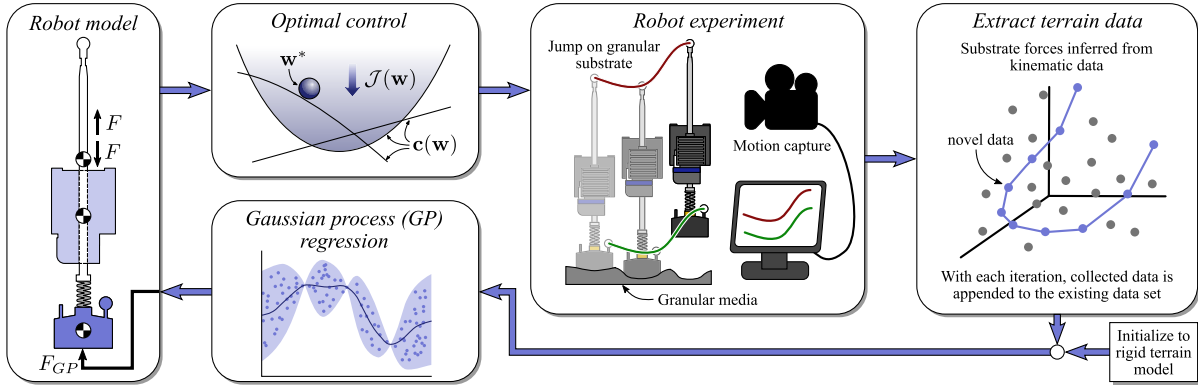 Robot model
F
F
F_GP
Optimal control
w*
J(w)
c(w)
Robot experiment
Jump on granular
substrate
Motion capture
Granular media
Extract terrain data
Substrate forces inferred from
kinematic data
novel data
With each iteration, collected data is
appended to the existing data set
Initialize to
rigid terrain
model
Gaussian process (GP)
regression